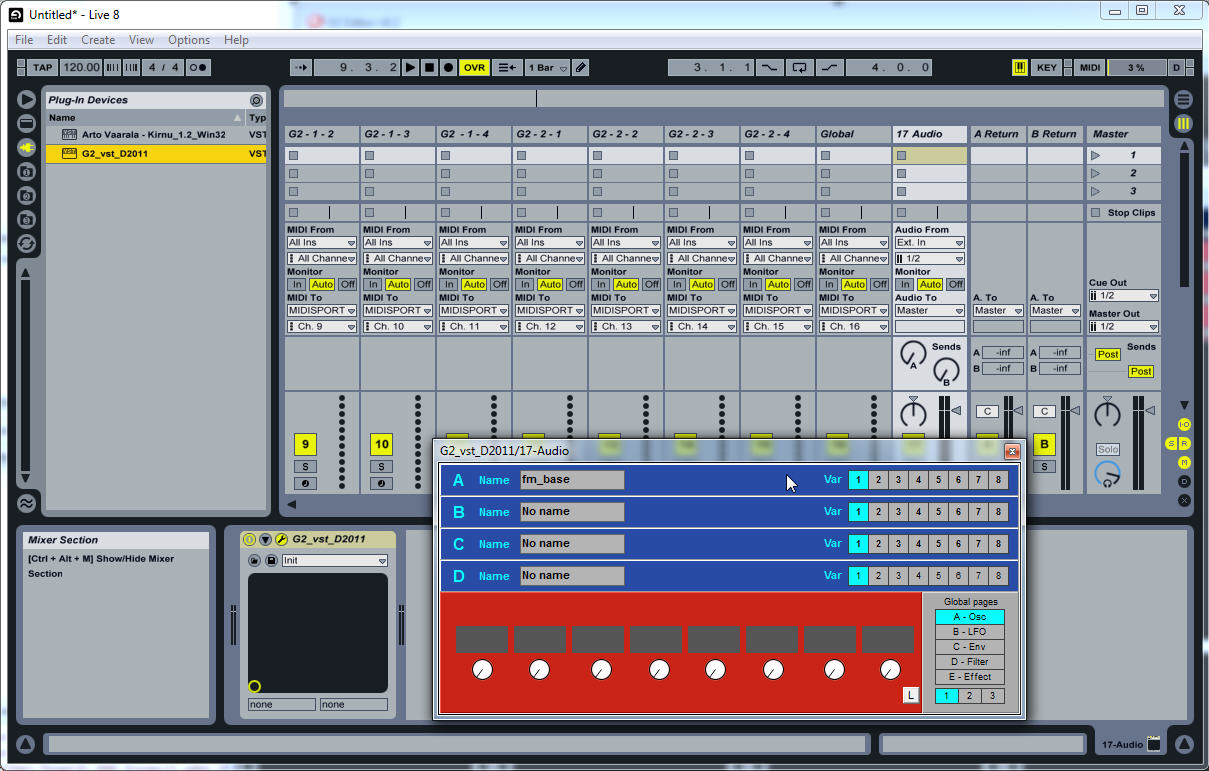 Untitled* - Live 8
File Edit Create View Options Help
TAP 120.00 4 / 4 9. 3. 2 OVR 1 Bar 3. 1. 1 4. 0. 0 KEY MIDI 3 % D
Plug-In Devices
Name Typ
Arto Vaarala - Kirnu_1.2_Win32 VST
G2_vst_D2011 VST
G2 - 1 - 2 G2 - 1 - 3 G2 - 1 - 4 G2 - 2 - 1 G2 - 2 - 2 G2 - 2 - 3 G2 - 2 - 4 Global 17 Audio A Return B Return Master
1
2
3
Stop Clips
MIDI From MIDI From MIDI From MIDI From MIDI From MIDI From MIDI From MIDI From Audio From
All Ins All Ins All Ins All Ins All Ins All Ins All Ins All Ins Ext. In
All Channe All Channe All Channe All Channe All Channe All Channe All Channe All Channe 1/2
Monitor Monitor Monitor Monitor Monitor Monitor Monitor Monitor Monitor
In Auto Off In Auto Off In Auto Off In Auto Off In Auto Off In Auto Off In Auto Off In Auto Off In Auto Off Cue Out
MIDI To MIDI To MIDI To MIDI To MIDI To MIDI To MIDI To MIDI To Audio To A. To A. To 1/2
MIDISPORT MIDISPORT MIDISPORT MIDISPORT MIDISPORT MIDISPORT MIDISPORT MIDISPORT Master Master Master Master Out
Ch. 9 Ch. 10 Ch. 11 Ch. 12 Ch. 13 Ch. 14 Ch. 15 Ch. 16 1/2
Sends Sends
A A -inf A -inf Post
B B -inf B -inf Post
C C
9 10 B
S S S Solo
I·O
S R
M
D
X
G2_vst_D2011/17-Audio
A Name fm_base Var 1 2 3 4 5 6 7 8
B Name No name Var 1 2 3 4 5 6 7 8
C Name No name Var 1 2 3 4 5 6 7 8
D Name No name Var 1 2 3 4 5 6 7 8
Global pages
A - Osc
B - LFO
C - Env
D - Filter
E - Effect
L 1 2 3
Mixer Section
[Ctrl + Alt + M] Show/Hide Mixer
Section
G2_vst_D2011
Init
none none
17-Audio